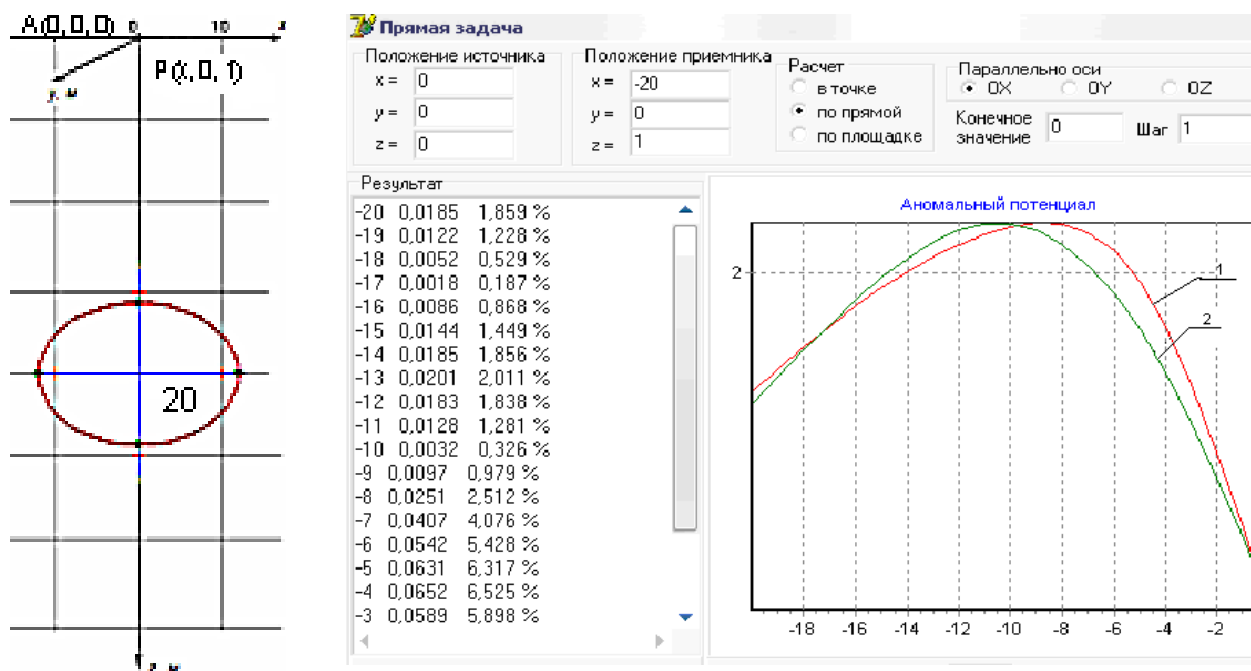 A(0, 0, 0) 0 10 x
P(x, 0, 1)
y, м
20
z, м
Прямая задача
Положение источника
x = 0
y = 0
z = 0
Положение приемника
x = -20
y = 0
z = 1
Расчет
в точке
по прямой
по площадке
Параллельно оси
OX OY OZ
Конечное значение 0 Шаг 1
Результат
-20 0,0185 1,859 %
-19 0,0122 1,228 %
-18 0,0052 0,529 %
-17 0,0018 0,187 %
-16 0,0086 0,868 %
-15 0,0144 1,449 %
-14 0,0185 1,856 %
-13 0,0201 2,011 %
-12 0,0183 1,838 %
-11 0,0128 1,281 %
-10 0,0032 0,326 %
-9 0,0097 0,979 %
-8 0,0251 2,512 %
-7 0,0407 4,076 %
-6 0,0542 5,428 %
-5 0,0631 6,317 %
-4 0,0652 6,525 %
-3 0,0589 5,898 %
Аномальный потенциал
2
1
2
-18 -16 -14 -12 -10 -8 -6 -4 -2